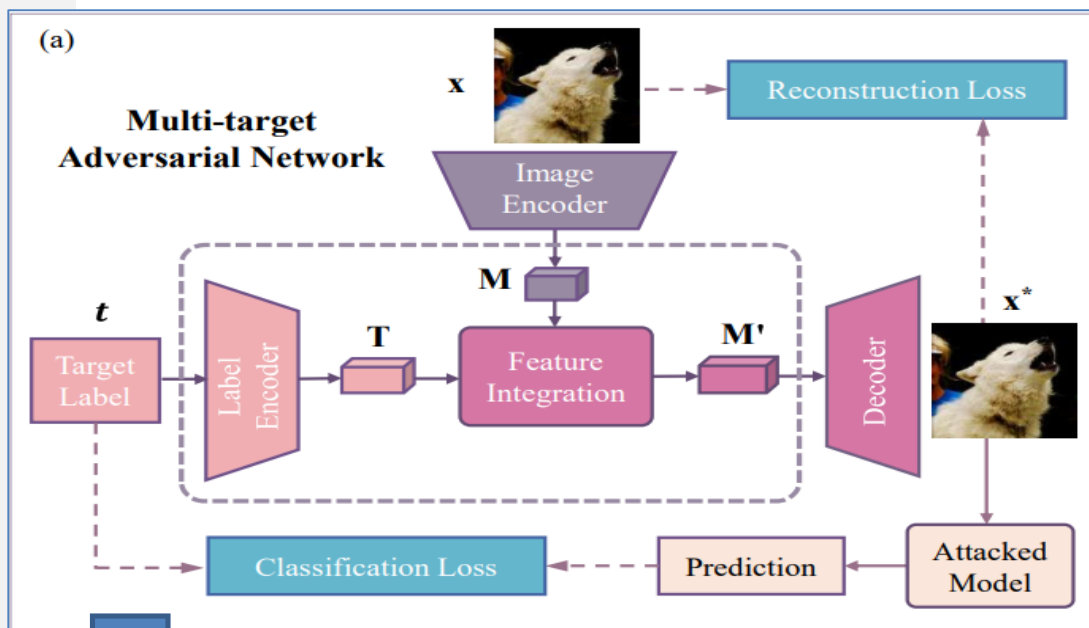 (a)
x
Reconstruction Loss
Multi-target
Adversarial Network
Image
Encoder
M
t
x*
T
M'
Target
Label
Label
Encoder
Feature
Integration
Decoder
Classification Loss
Prediction
Attacked
Model